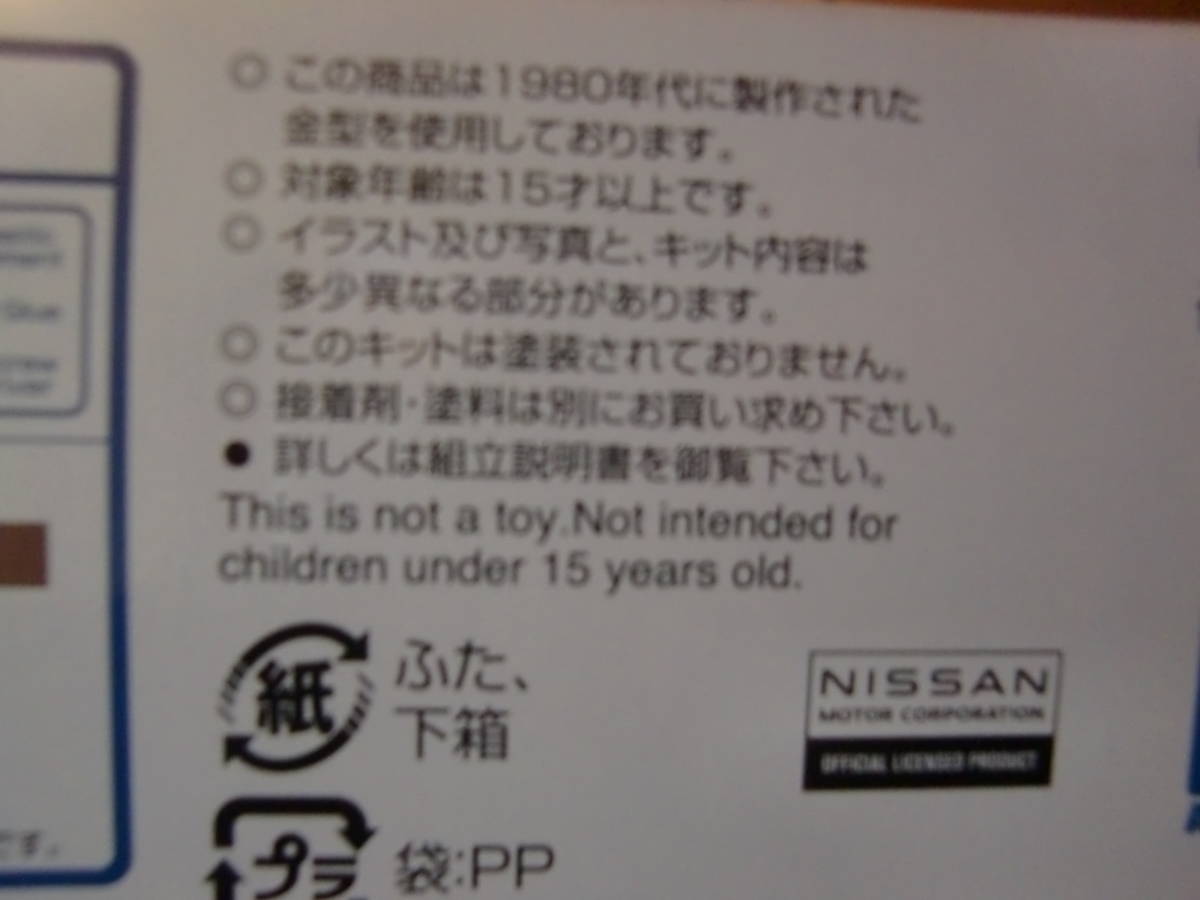 ◎ この商品は1980年代に製作された
金型を使用しております。
◎ 対象年齢は15才以上です。
◎ イラスト及び写真と、キット内容は
多少異なる部分があります。
◎ このキットは塗装されておりません。
◎ 接着剤・塗料は別にお買い求め下さい。
● 詳しくは組立説明書を御覧下さい。
This is not a toy.Not intended for
children under 15 years old.
紙 ふた、
下箱
NISSAN
MOTOR CORPORATION
OFFICIAL LICENSED PRODUCT
プラ 袋:PP
です。
Glue